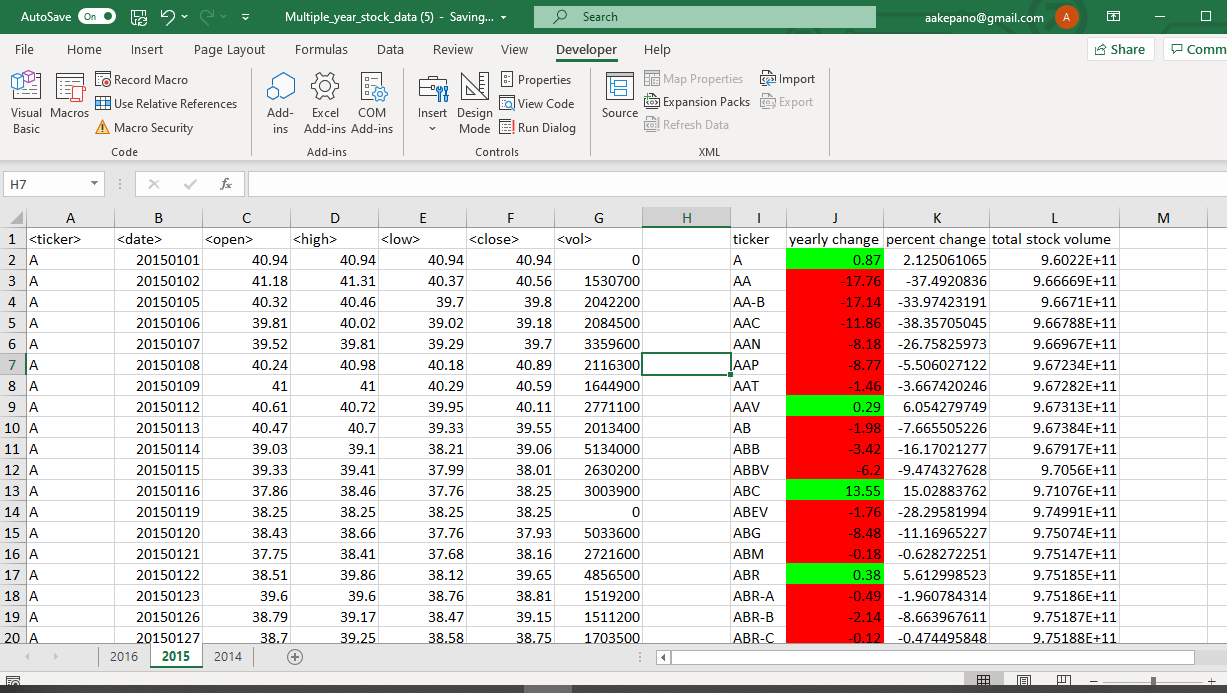 AutoSave On Multiple_year_stock_data (5) - Saving... Search aakepano@gmail.com A
File Home Insert Page Layout Formulas Data Review View Developer Help Share Comm
Visual Basic Macros Record Macro Use Relative References Macro Security Code
Add-ins Excel Add-ins COM Add-ins Add-ins
Insert Design Mode Properties View Code Run Dialog Controls
Source Map Properties Expansion Packs Refresh Data Import Export XML
H7 fx
A B C D E F G H I J K L M
1 <ticker> <date> <open> <high> <low> <close> <vol> ticker yearly change percent change total stock volume
2 A 20150101 40.94 40.94 40.94 40.94 0 A 0.87 2.125061065 9.6022E+11
3 A 20150102 41.18 41.31 40.37 40.56 1530700 AA -17.76 -37.4920836 9.66669E+11
4 A 20150105 40.32 40.46 39.7 39.8 2042200 AA-B -17.14 -33.97423191 9.6671E+11
5 A 20150106 39.81 40.02 39.02 39.18 2084500 AAC -11.86 -38.35705045 9.66788E+11
6 A 20150107 39.52 39.81 39.29 39.7 3359600 AAN -8.18 -26.75825973 9.66967E+11
7 A 20150108 40.24 40.98 40.18 40.89 2116300 AAP -8.77 -5.506027122 9.67234E+11
8 A 20150109 41 41 40.29 40.59 1644900 AAT -1.46 -3.667420246 9.67282E+11
9 A 20150112 40.61 40.72 39.95 40.11 2771100 AAV 0.29 6.054279749 9.67313E+11
10 A 20150113 40.47 40.7 39.33 39.55 2013400 AB -1.98 -7.665505226 9.67384E+11
11 A 20150114 39.03 39.1 38.21 39.06 5134000 ABB -3.42 -16.17021277 9.67917E+11
12 A 20150115 39.33 39.41 37.99 38.01 2630200 ABBV -6.2 -9.474327628 9.7056E+11
13 A 20150116 37.86 38.46 37.76 38.25 3003900 ABC 13.55 15.02883762 9.71076E+11
14 A 20150119 38.25 38.25 38.25 38.25 0 ABEV -1.76 -28.29581994 9.74991E+11
15 A 20150120 38.43 38.66 37.76 37.93 5033600 ABG -8.48 -11.16965227 9.75074E+11
16 A 20150121 37.75 38.41 37.68 38.16 2721600 ABM -0.18 -0.628272251 9.75147E+11
17 A 20150122 38.51 39.86 38.12 39.65 4856500 ABR 0.38 5.612998523 9.75185E+11
18 A 20150123 39.6 39.6 38.76 38.81 1519200 ABR-A -0.49 -1.960784314 9.75186E+11
19 A 20150126 38.79 39.17 38.47 39.15 1511200 ABR-B -2.14 -8.663967611 9.75187E+11
20 A 20150127 38.7 39.25 38.58 38.75 1703500 ABR-C -0.12 -0.474495848 9.75188E+11
2016 2015 2014